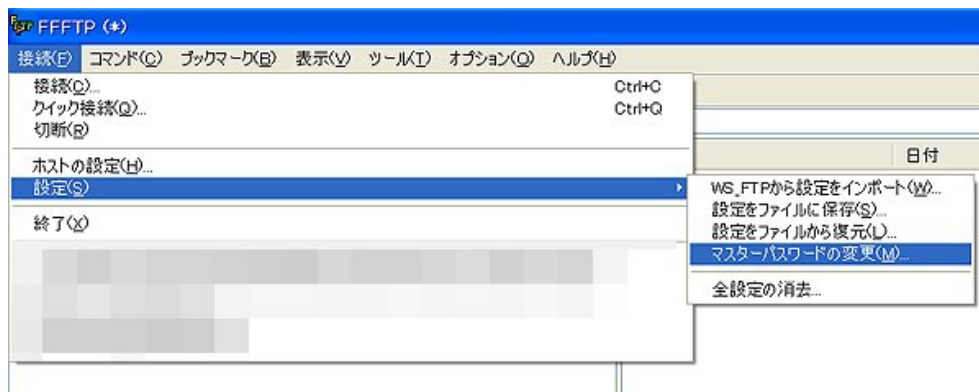 FFFTP (*)
接続(F) コマンド(C) ブックマーク(B) 表示(V) ツール(T) オプション(O) ヘルプ(H)
接続(C)... Ctrl+C
クイック接続(Q)... Ctrl+Q
切断(R)
ホストの設定(H)...
設定(S)
終了(X)
日付
WS_FTPから設定をインポート(W)...
設定をファイルに保存(S)...
設定をファイルから復元(L)...
マスターパスワードの変更(M)...
全設定の消去...